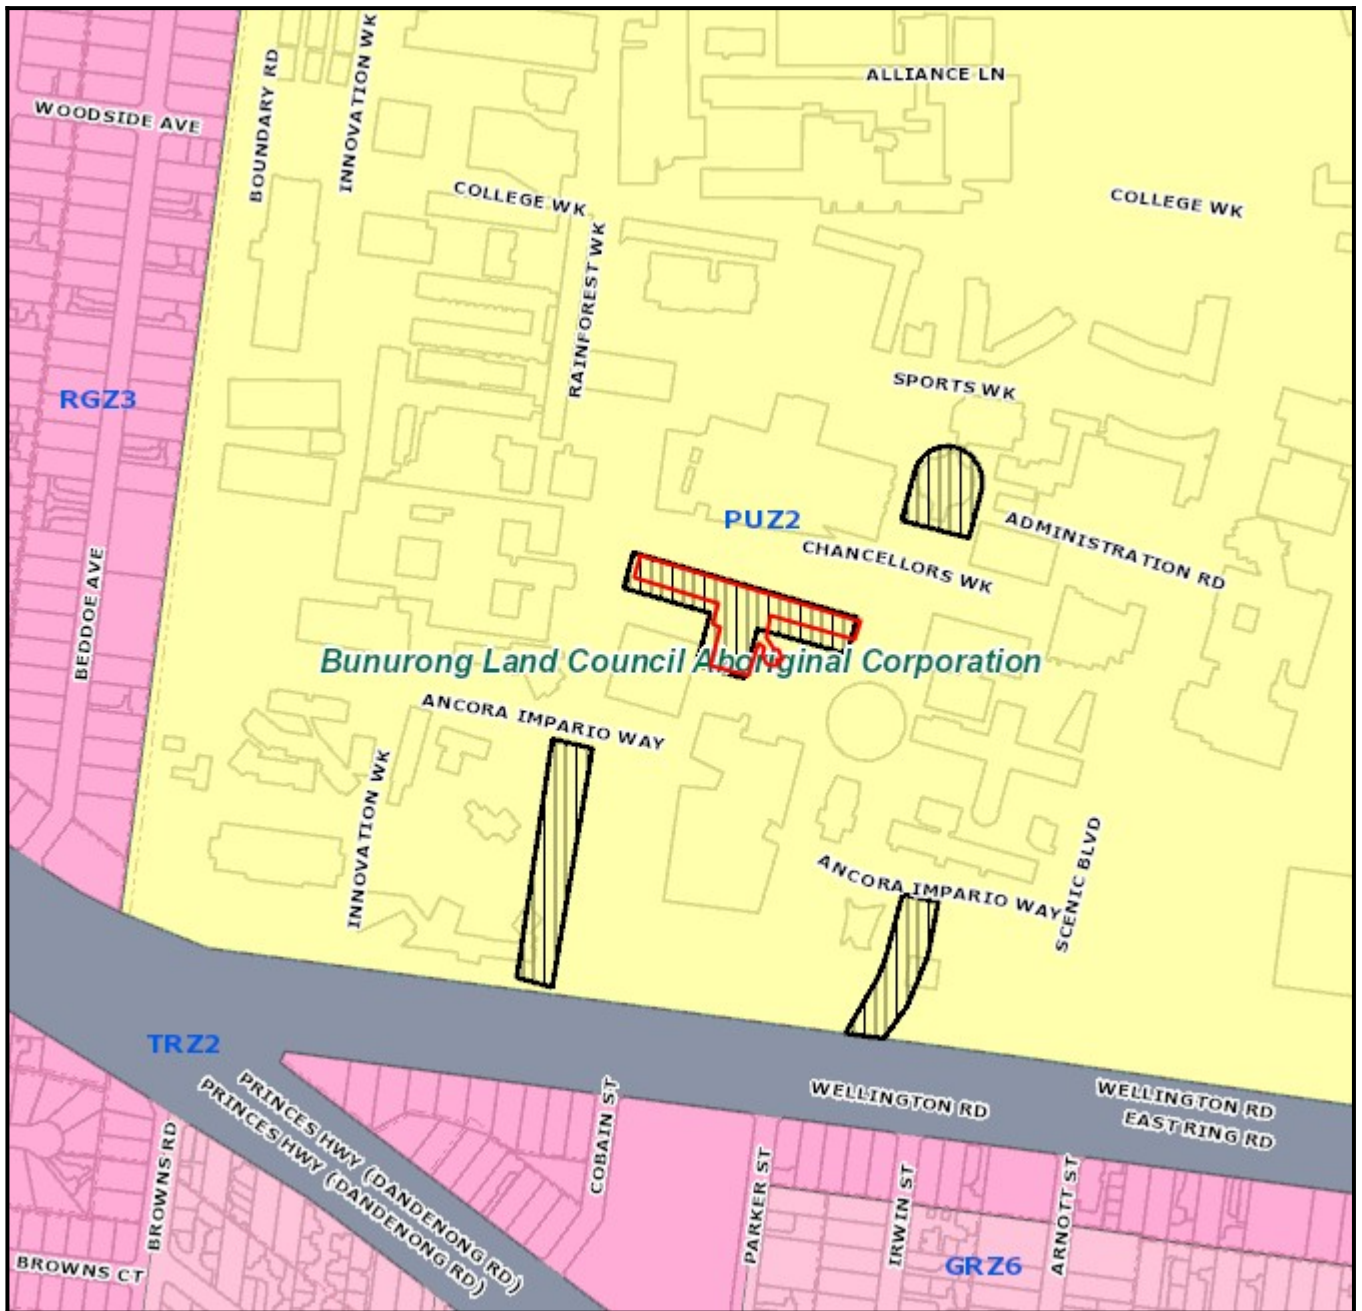 ALLIANCE LN
WOODSIDE AVE
BOUNDARY RD
INNOVATION WK
COLLEGE WK
COLLEGE WK
RAINFOREST WK
SPORTS WK
RGZ3
PUZ2
ADMINISTRATION RD
CHANCELLORS WK
BEDDOE AVE
Bunurong Land Council Aboriginal Corporation
ANCORA IMPARIO WAY
INNOVATION WK
ANCORA IMPARIO WAY
SCENIC BLVD
TRZ2
PRINCES HWY (DANDENONG RD)
PRINCES HWY (DANDENONG RD)
WELLINGTON RD
WELLINGTON RD
EAST RING RD
COBAIN ST
BROWNS RD
PARKER ST
IRWIN ST
ARNOTT ST
BROWNS CT
GRZ6